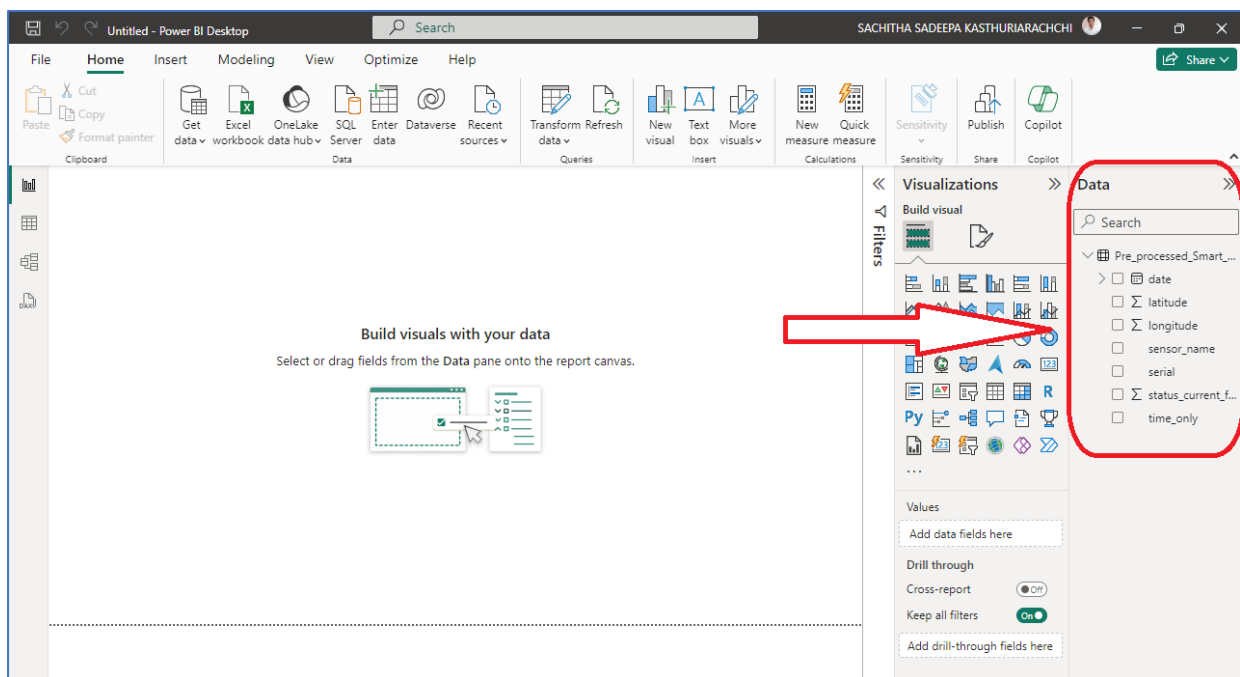 Untitled - Power BI Desktop
Search
SACHITHA SADEEPA KASTHURIARACHCHI
File Home Insert Modeling View Optimize Help
Share
Paste
Cut
Copy
Format painter
Clipboard
Get data
Excel workbook
OneLake data hub
SQL Server
Enter data
Dataverse
Recent sources
Data
Transform data
Refresh
Queries
New visual
Text box
More visuals
Insert
New measure
Quick measure
Calculations
Sensitivity
Sensitivity
Publish
Share
Copilot
Copilot
Build visuals with your data
Select or drag fields from the Data pane onto the report canvas.
Filters
Visualizations
Build visual
123
R
Py
123
...
Values
Add data fields here
Drill through
Cross-report
Off
Keep all filters
On
Add drill-through fields here
Data
Search
Pre_processed_Smart_...
date
latitude
longitude
sensor_name
serial
status_current_f...
time_only